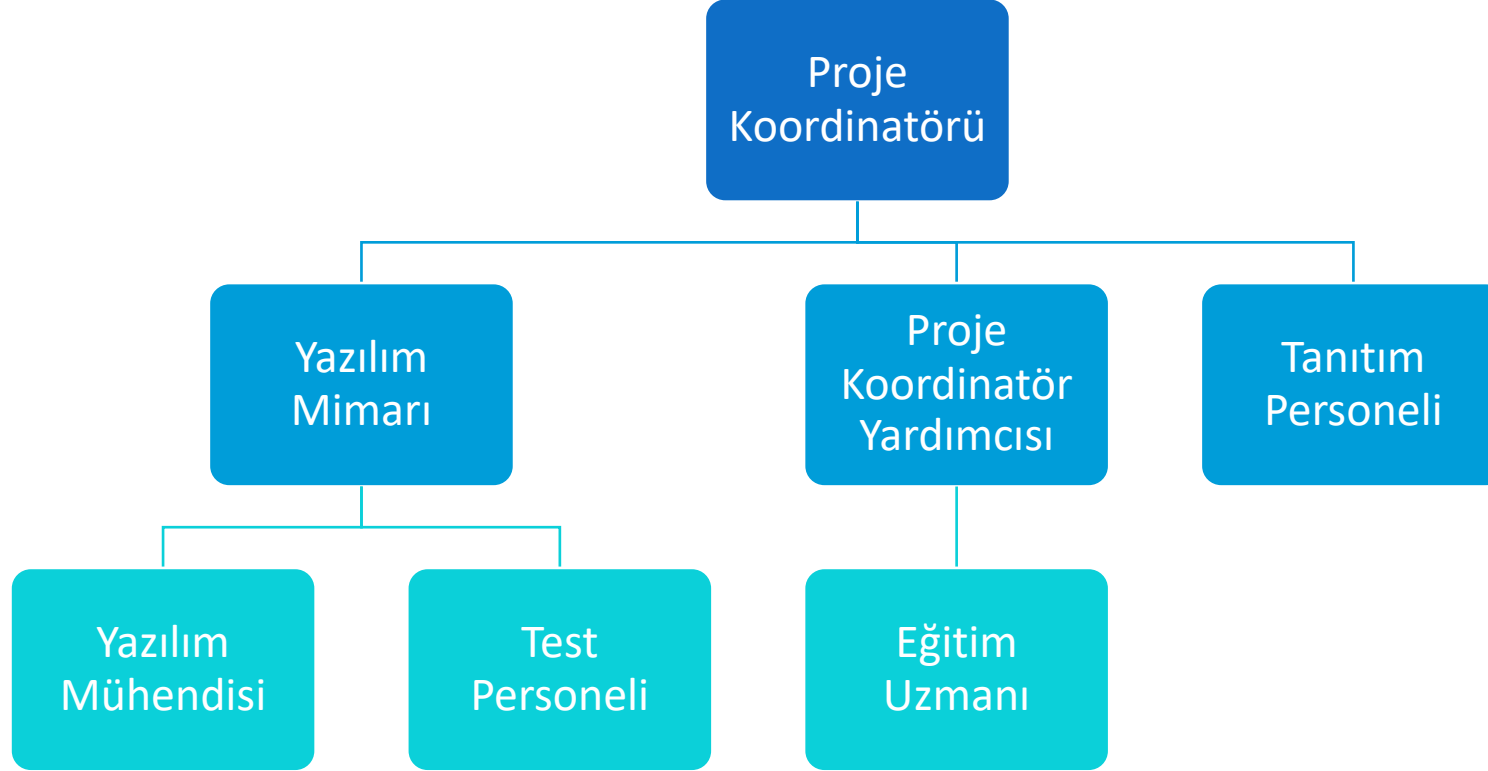 Proje
Koordinatörü
Yazılım
Mimarı
Proje
Koordinatör
Yardımcısı
Tanıtım
Personeli
Yazılım
Mühendisi
Test
Personeli
Eğitim
Uzmanı